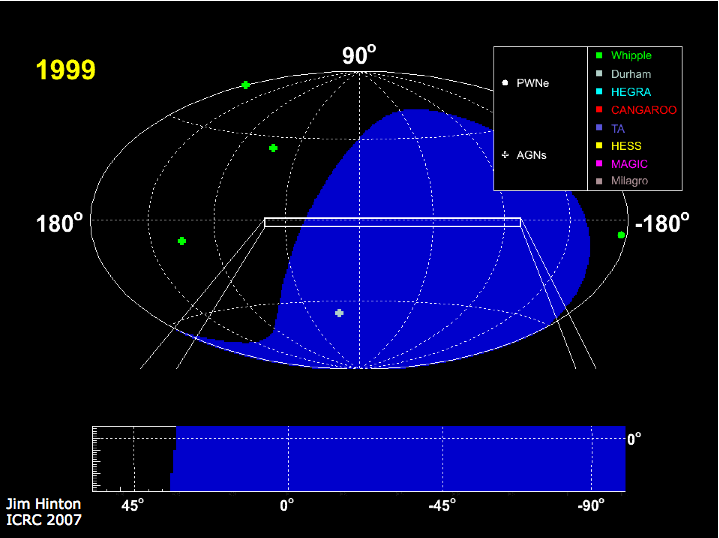 1999
90°
PWNe
AGNs
Whipple
Durham
HEGRA
CANGAROO
TA
HESS
MAGIC
Milagro
180°
-180°
0°
45°
0°
-45°
-90°
Jim Hinton
ICRC 2007